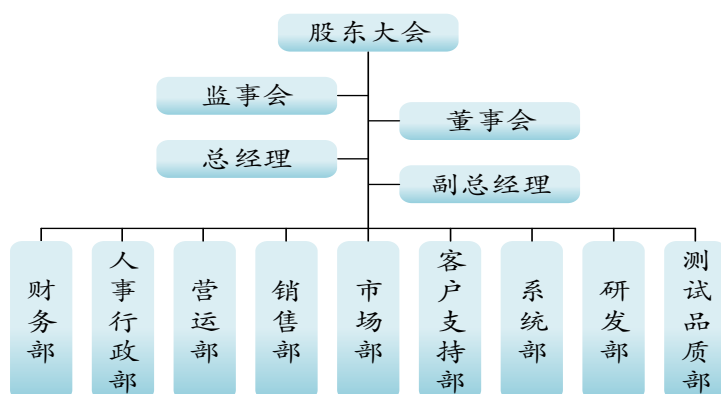 股东大会
监事会
董事会
总经理
副总经理
财务部
人事行政部
营运部
销售部
市场部
客户支持部
系统部
研发部
测试品质部